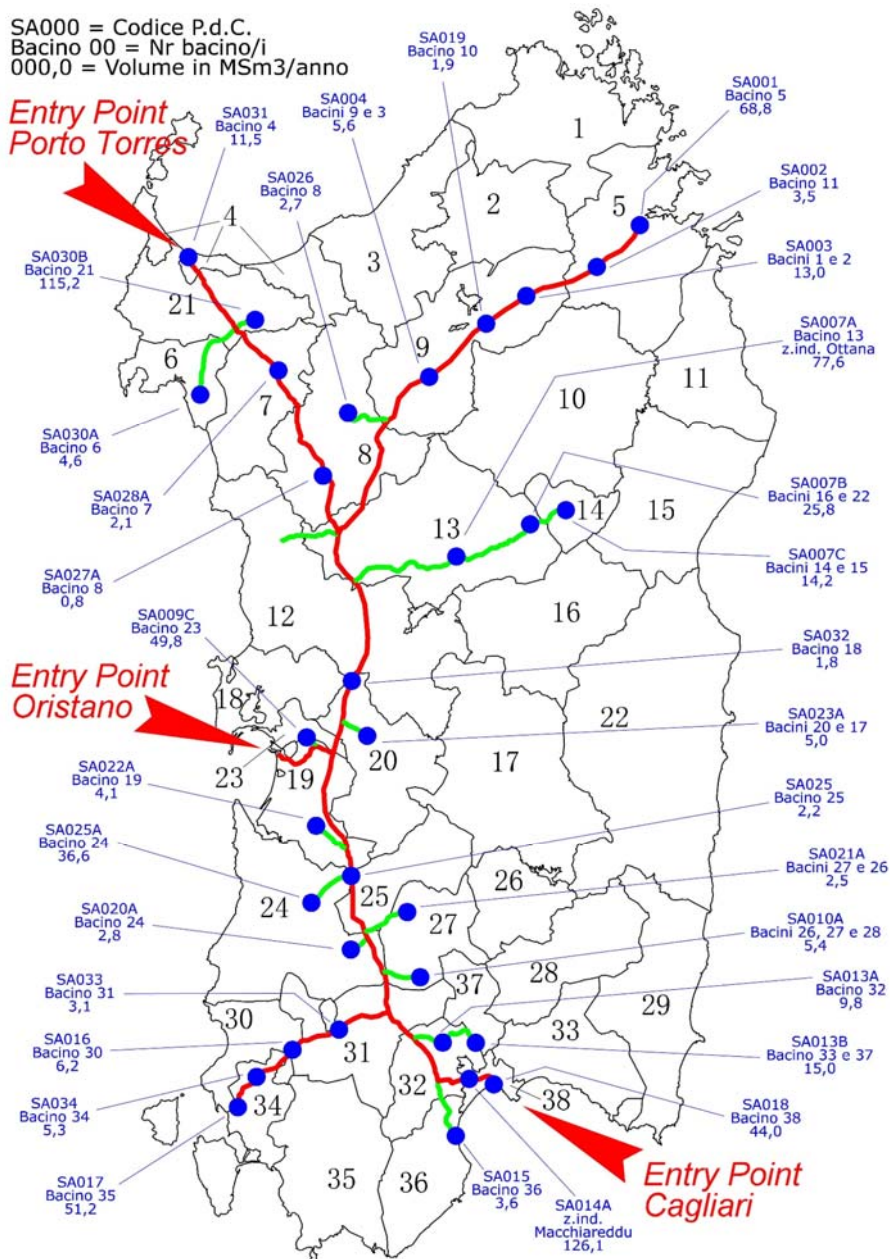 SA000 = Codice P.d.C.
Bacino 00 = Nr bacino/i
000,0 = Volume in MSm3/anno
Entry Point
Porto Torres
SA031
Bacino 4
11,5
SA004
Bacini 9 e 3
5,6
SA019
Bacino 10
1,9
SA001
Bacino 5
68,8
SA026
Bacino 8
2,7
SA002
Bacino 11
3,5
SA030B
Bacino 21
115,2
SA003
Bacini 1 e 2
13,0
SA007A
Bacino 13
z.ind. Ottana
77,6
SA030A
Bacino 6
4,6
SA028A
Bacino 7
2,1
SA007B
Bacini 16 e 22
25,8
SA027A
Bacino 8
0,8
SA007C
Bacini 14 e 15
14,2
SA009C
Bacino 23
49,8
SA032
Bacino 18
1,8
Entry Point
Oristano
SA023A
Bacini 20 e 17
5,0
SA022A
Bacino 19
4,1
SA025
Bacino 25
2,2
SA025A
Bacino 24
36,6
SA021A
Bacini 27 e 26
2,5
SA020A
Bacino 24
2,8
SA010A
Bacini 26, 27 e 28
5,4
SA033
Bacino 31
3,1
SA013A
Bacino 32
9,8
SA016
Bacino 30
6,2
SA013B
Bacino 33 e 37
15,0
SA034
Bacino 34
5,3
SA018
Bacino 38
44,0
SA017
Bacino 35
51,2
SA015
Bacino 36
3,6
SA014A
z.ind.
Macchiareddu
126,1
Entry Point
Cagliari
1
2
3
4
5
6
7
8
9
10
11
12
13
14
15
16
17
18
19
20
21
22
23
24
25
26
27
28
29
30
31
32
33
34
35
36
37
38